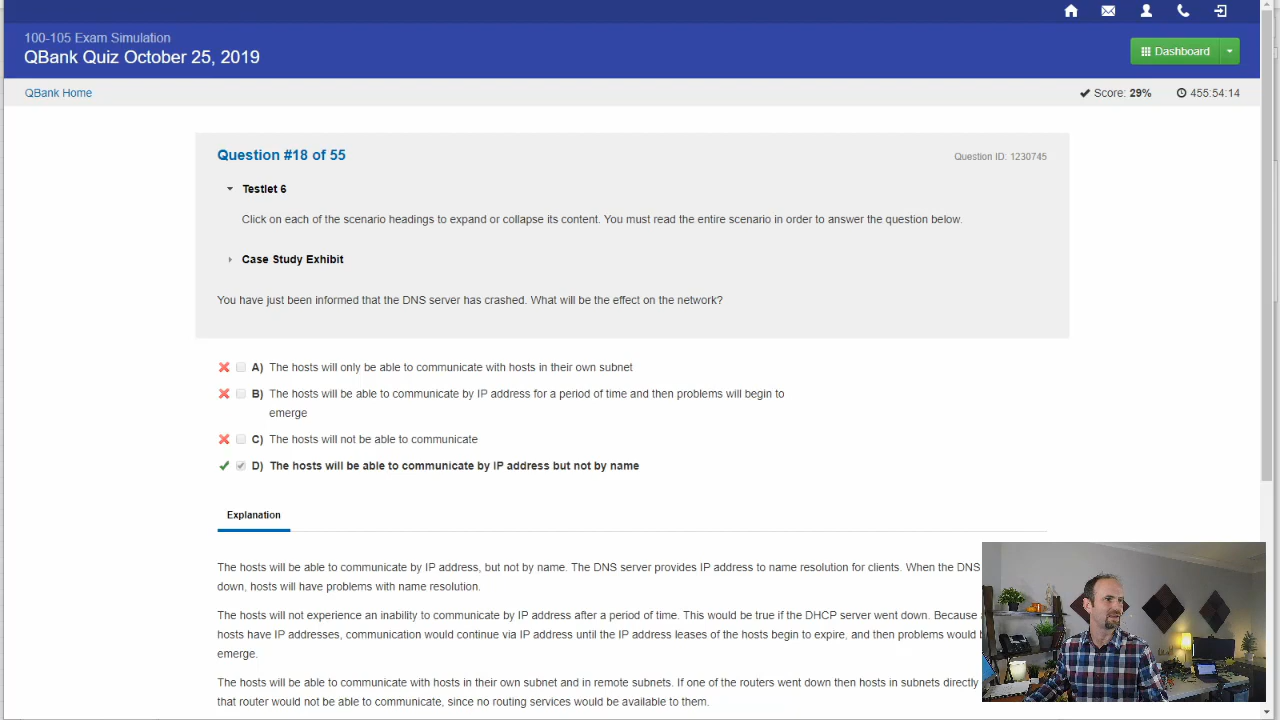 100-105 Exam Simulation
QBank Quiz October 25, 2019
Dashboard
QBank Home
Score: 29%
455:54:14
Question #18 of 55
Question ID: 1230745
Testlet 6
Click on each of the scenario headings to expand or collapse its content. You must read the entire scenario in order to answer the question below.
Case Study Exhibit
You have just been informed that the DNS server has crashed. What will be the effect on the network?
A) The hosts will only be able to communicate with hosts in their own subnet
B) The hosts will be able to communicate by IP address for a period of time and then problems will begin to
emerge
C) The hosts will not be able to communicate
D) The hosts will be able to communicate by IP address but not by name
Explanation
The hosts will be able to communicate by IP address, but not by name. The DNS server provides IP address to name resolution for clients. When the DNS
down, hosts will have problems with name resolution.
The hosts will not experience an inability to communicate by IP address after a period of time. This would be true if the DHCP server went down. Because
hosts have IP addresses, communication would continue via IP address until the IP address leases of the hosts begin to expire, and then problems would
emerge.
The hosts will be able to communicate with hosts in their own subnet and in remote subnets. If one of the routers went down then hosts in subnets directly
that router would not be able to communicate, since no routing services would be available to them.